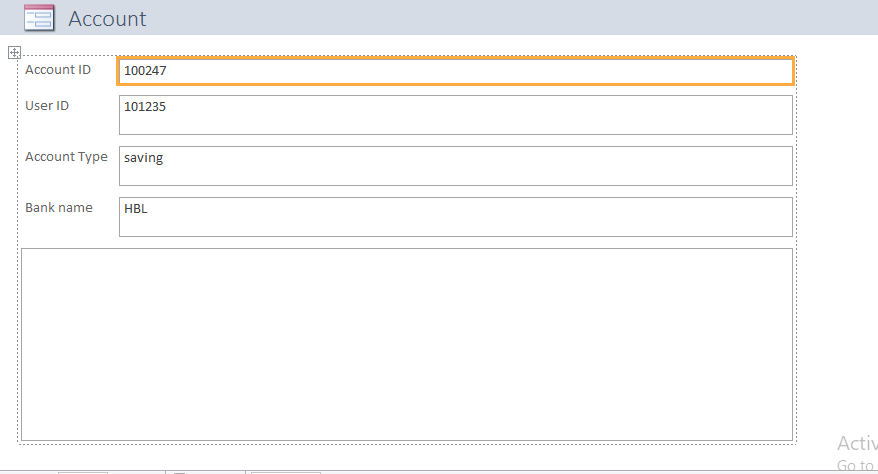 Account
Account ID 100247
User ID 101235
Account Type saving
Bank name HBL
Activ
Go to